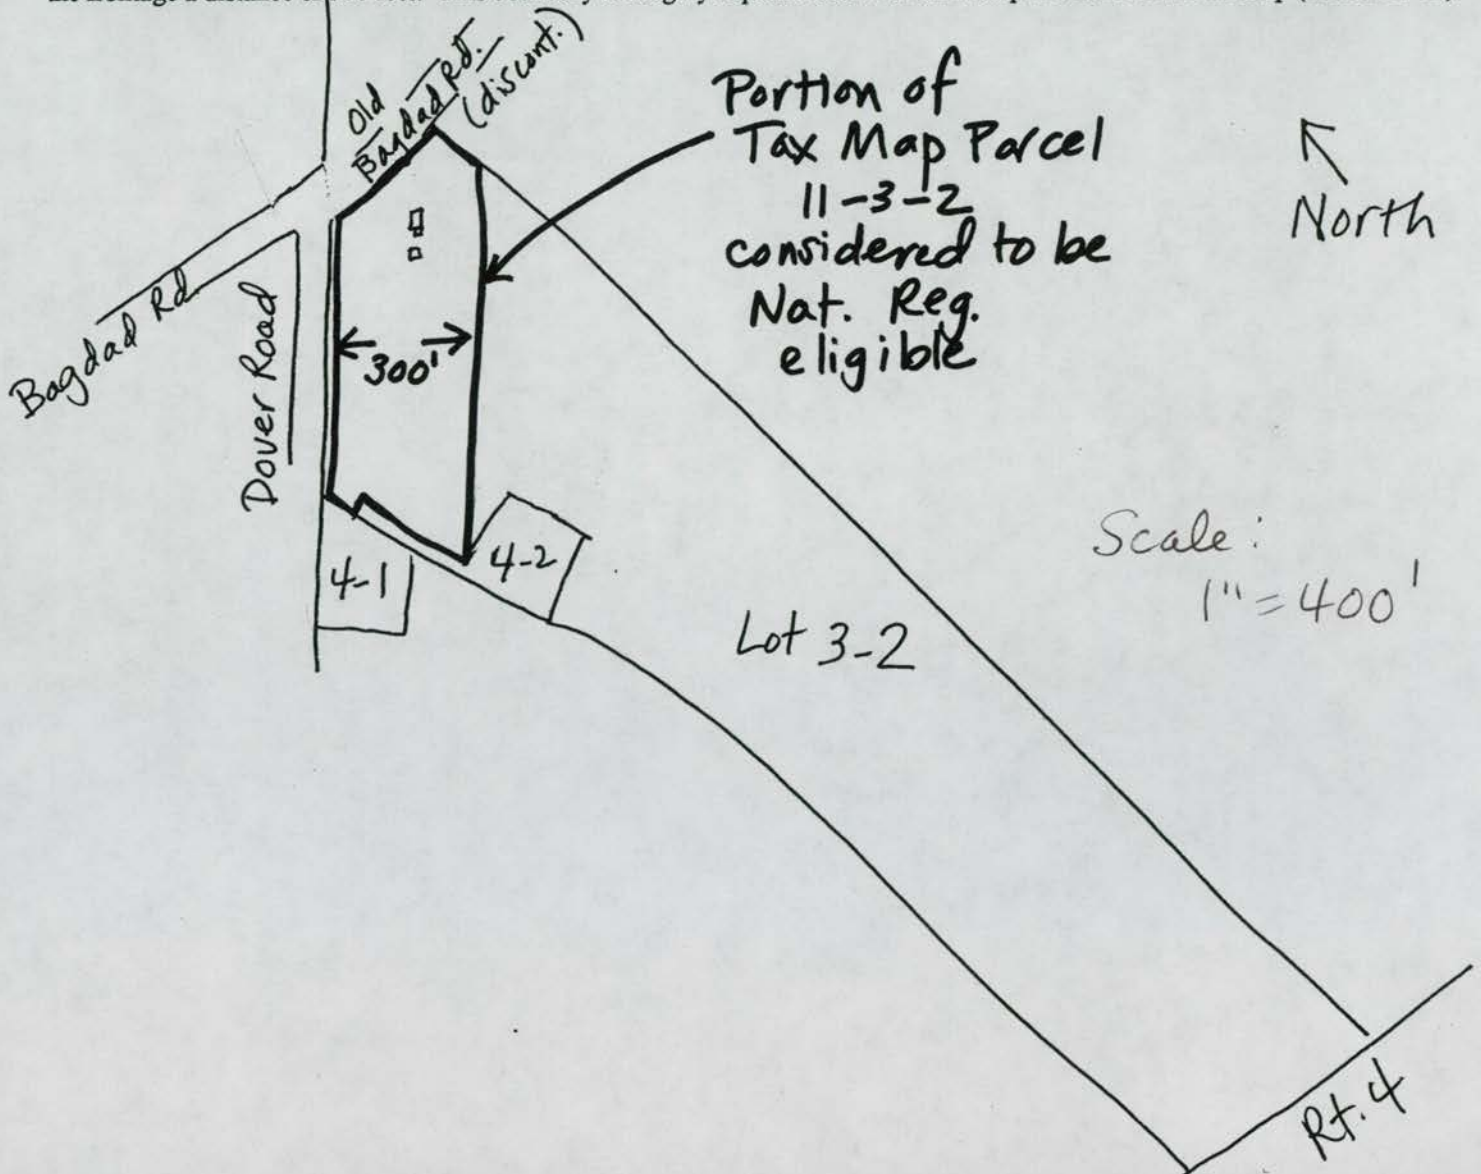 Old
Bagdad Rd.
(discont.)
Portion of
Tax Map Parcel
11-3-2
considered to be
Nat. Reg.
eligible
North
Bagdad Rd
Dover Road
300'
4-1
4-2
Lot 3-2
Scale:
1" = 400'
Rt. 4